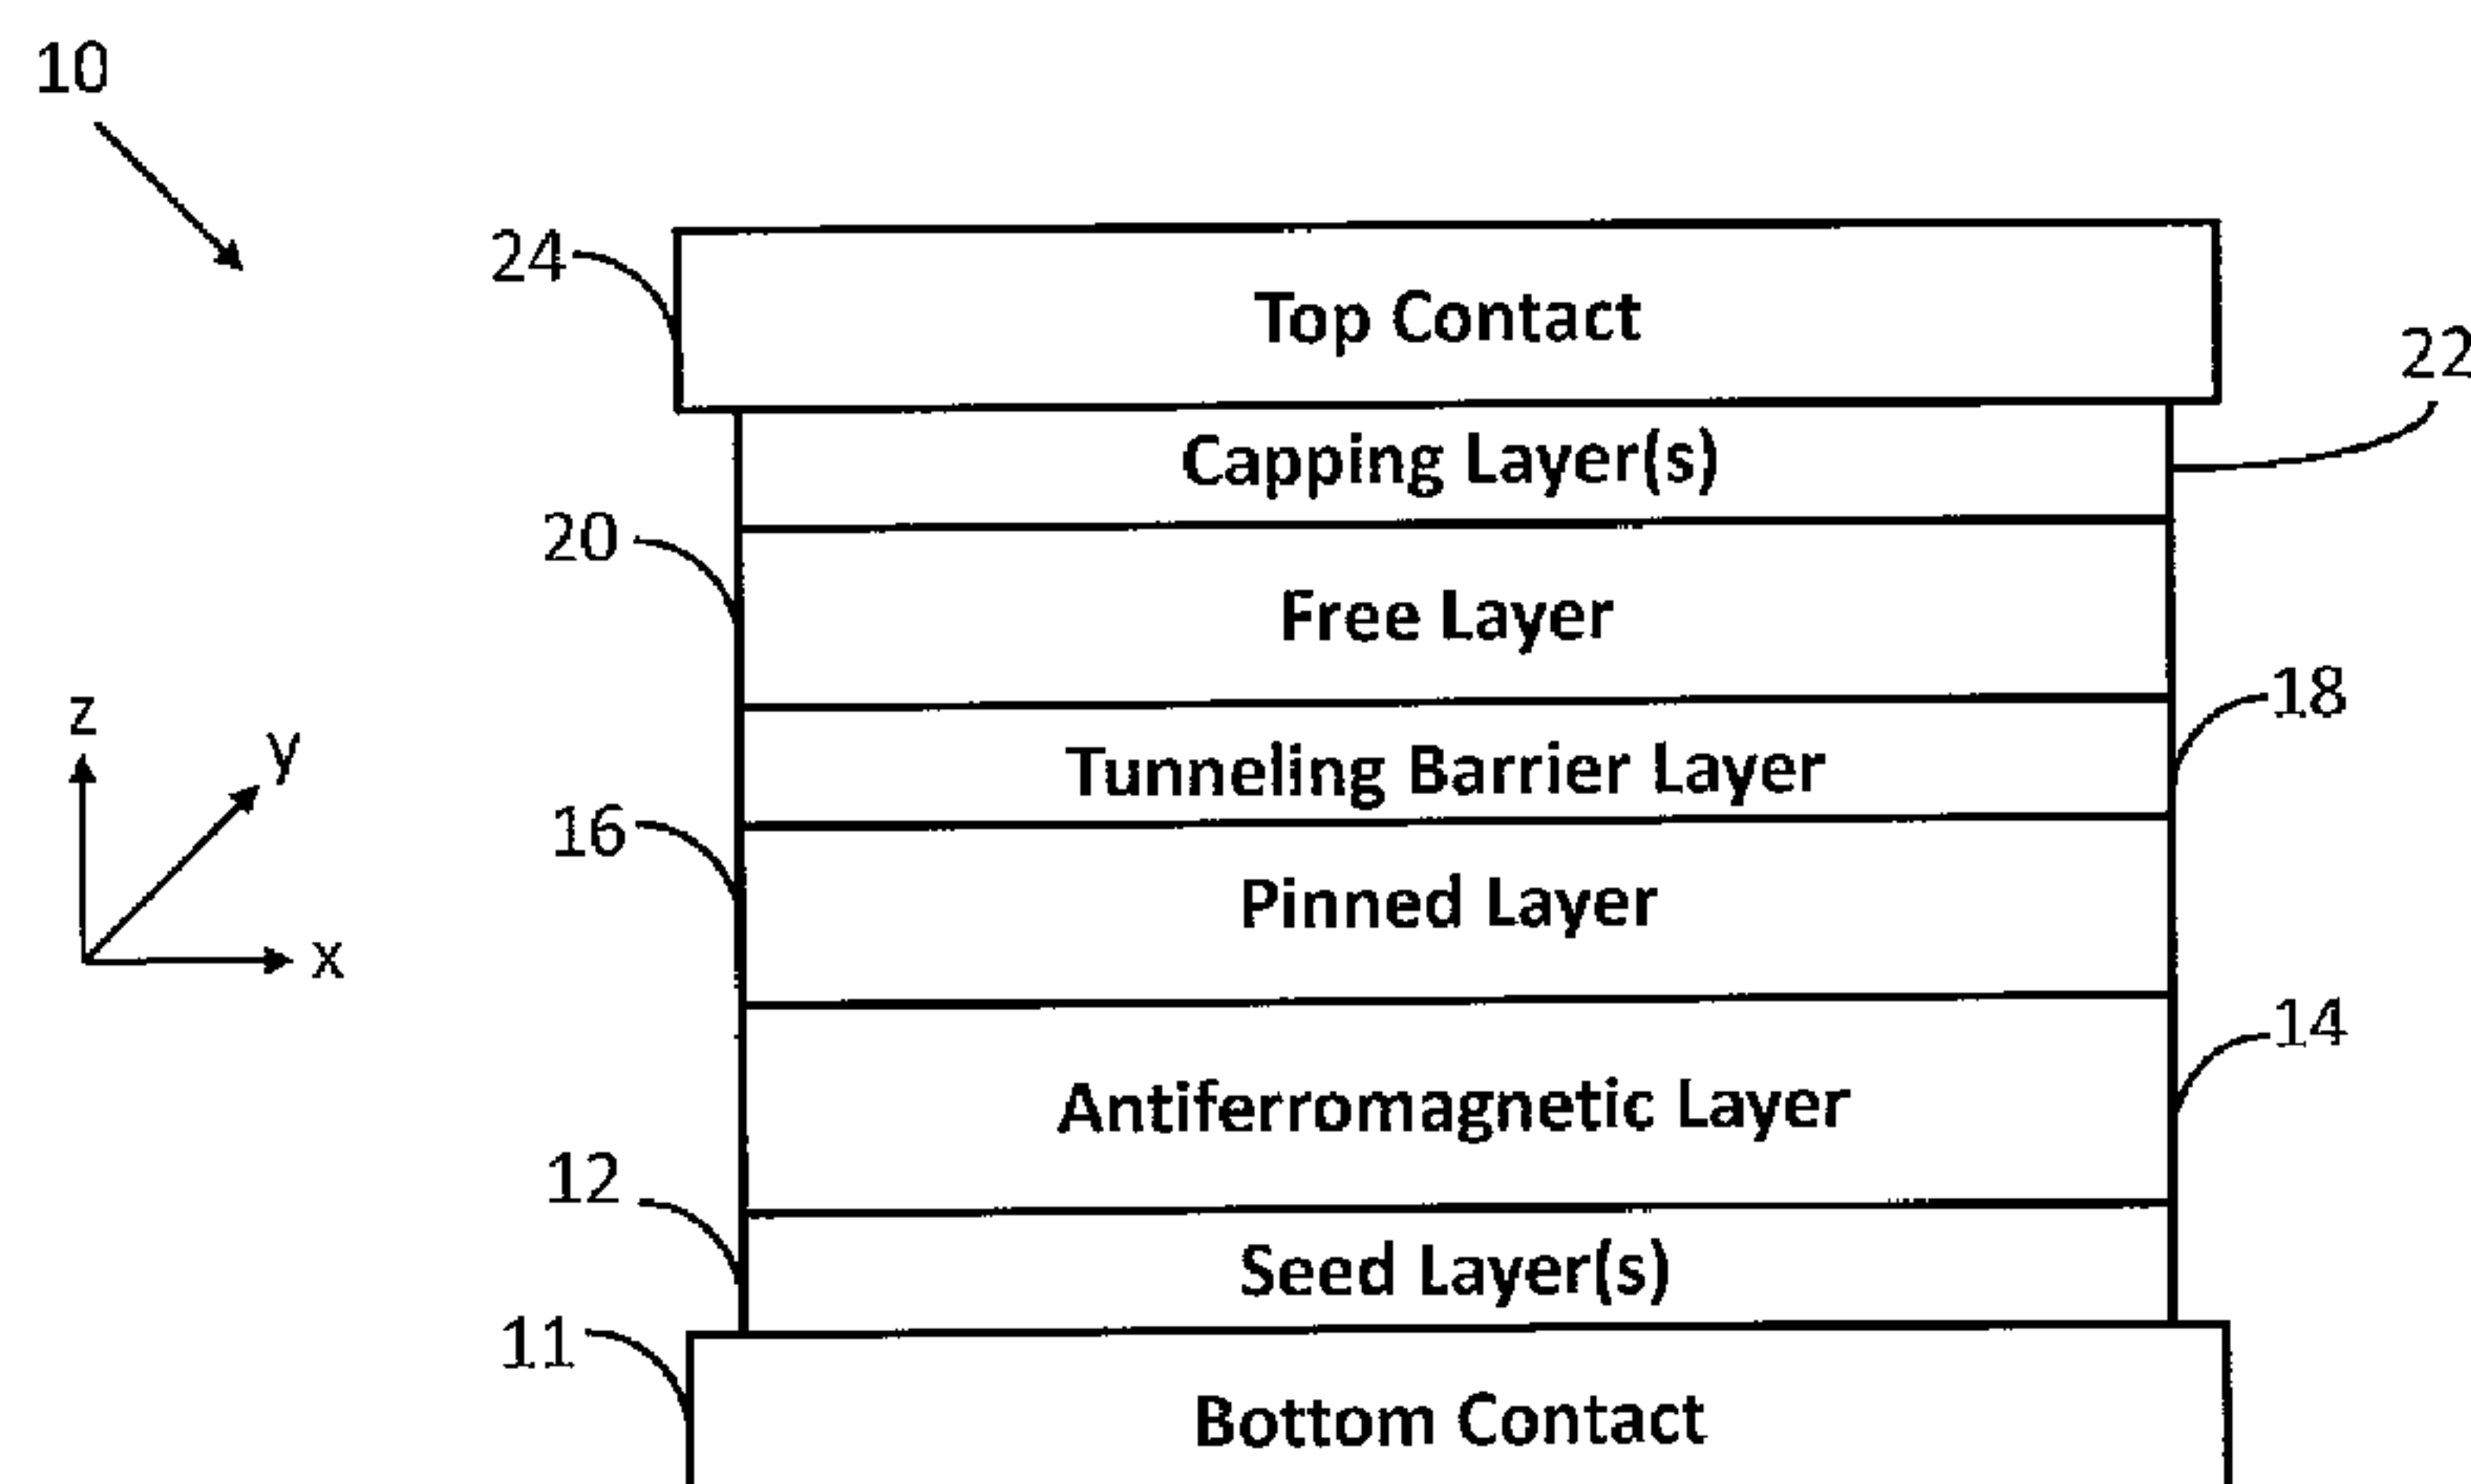 10
24
Top Contact
22
Capping Layer(s)
20
Free Layer
18
z
y
Tunneling Barrier Layer
16
Pinned Layer
x
14
Antiferromagnetic Layer
12
Seed Layer(s)
11
Bottom Contact